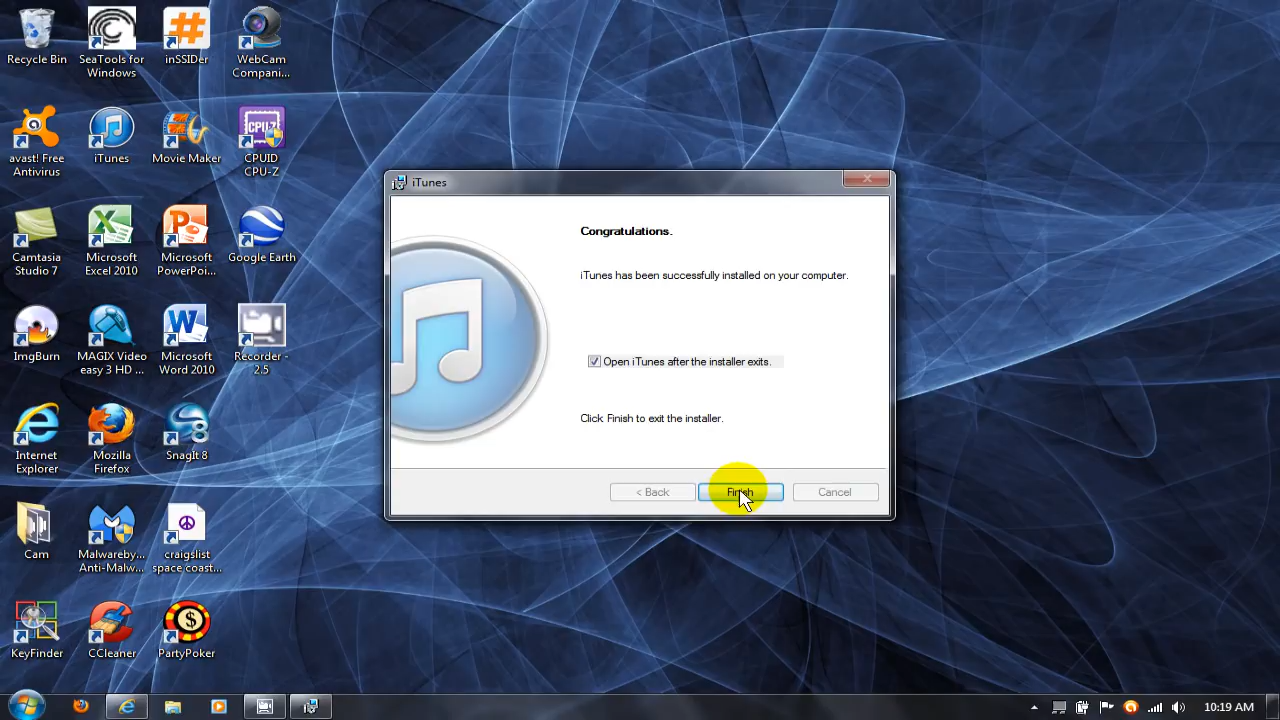 Recycle Bin
SeaTools for
Windows
inSSIDer
WebCam
Compani...
avast! Free
Antivirus
iTunes
Movie Maker
CPU-Z
CPUID
CPU-Z
Camtasia
Studio 7
Microsoft
Excel 2010
Microsoft
PowerPoi...
Google Earth
ImgBurn
MAGIX Video
easy 3 HD ...
Microsoft
Word 2010
Recorder -
2.5
Internet
Explorer
Mozilla
Firefox
SnagIt 8
Cam
Malwareby...
Anti-Malw...
craigslist
space coast...
KeyFinder
CCleaner
PartyPoker
iTunes
Congratulations.
iTunes has been successfully installed on your computer.
Open iTunes after the installer exits.
Click Finish to exit the installer.
< Back
Finish
Cancel
10:19 AM